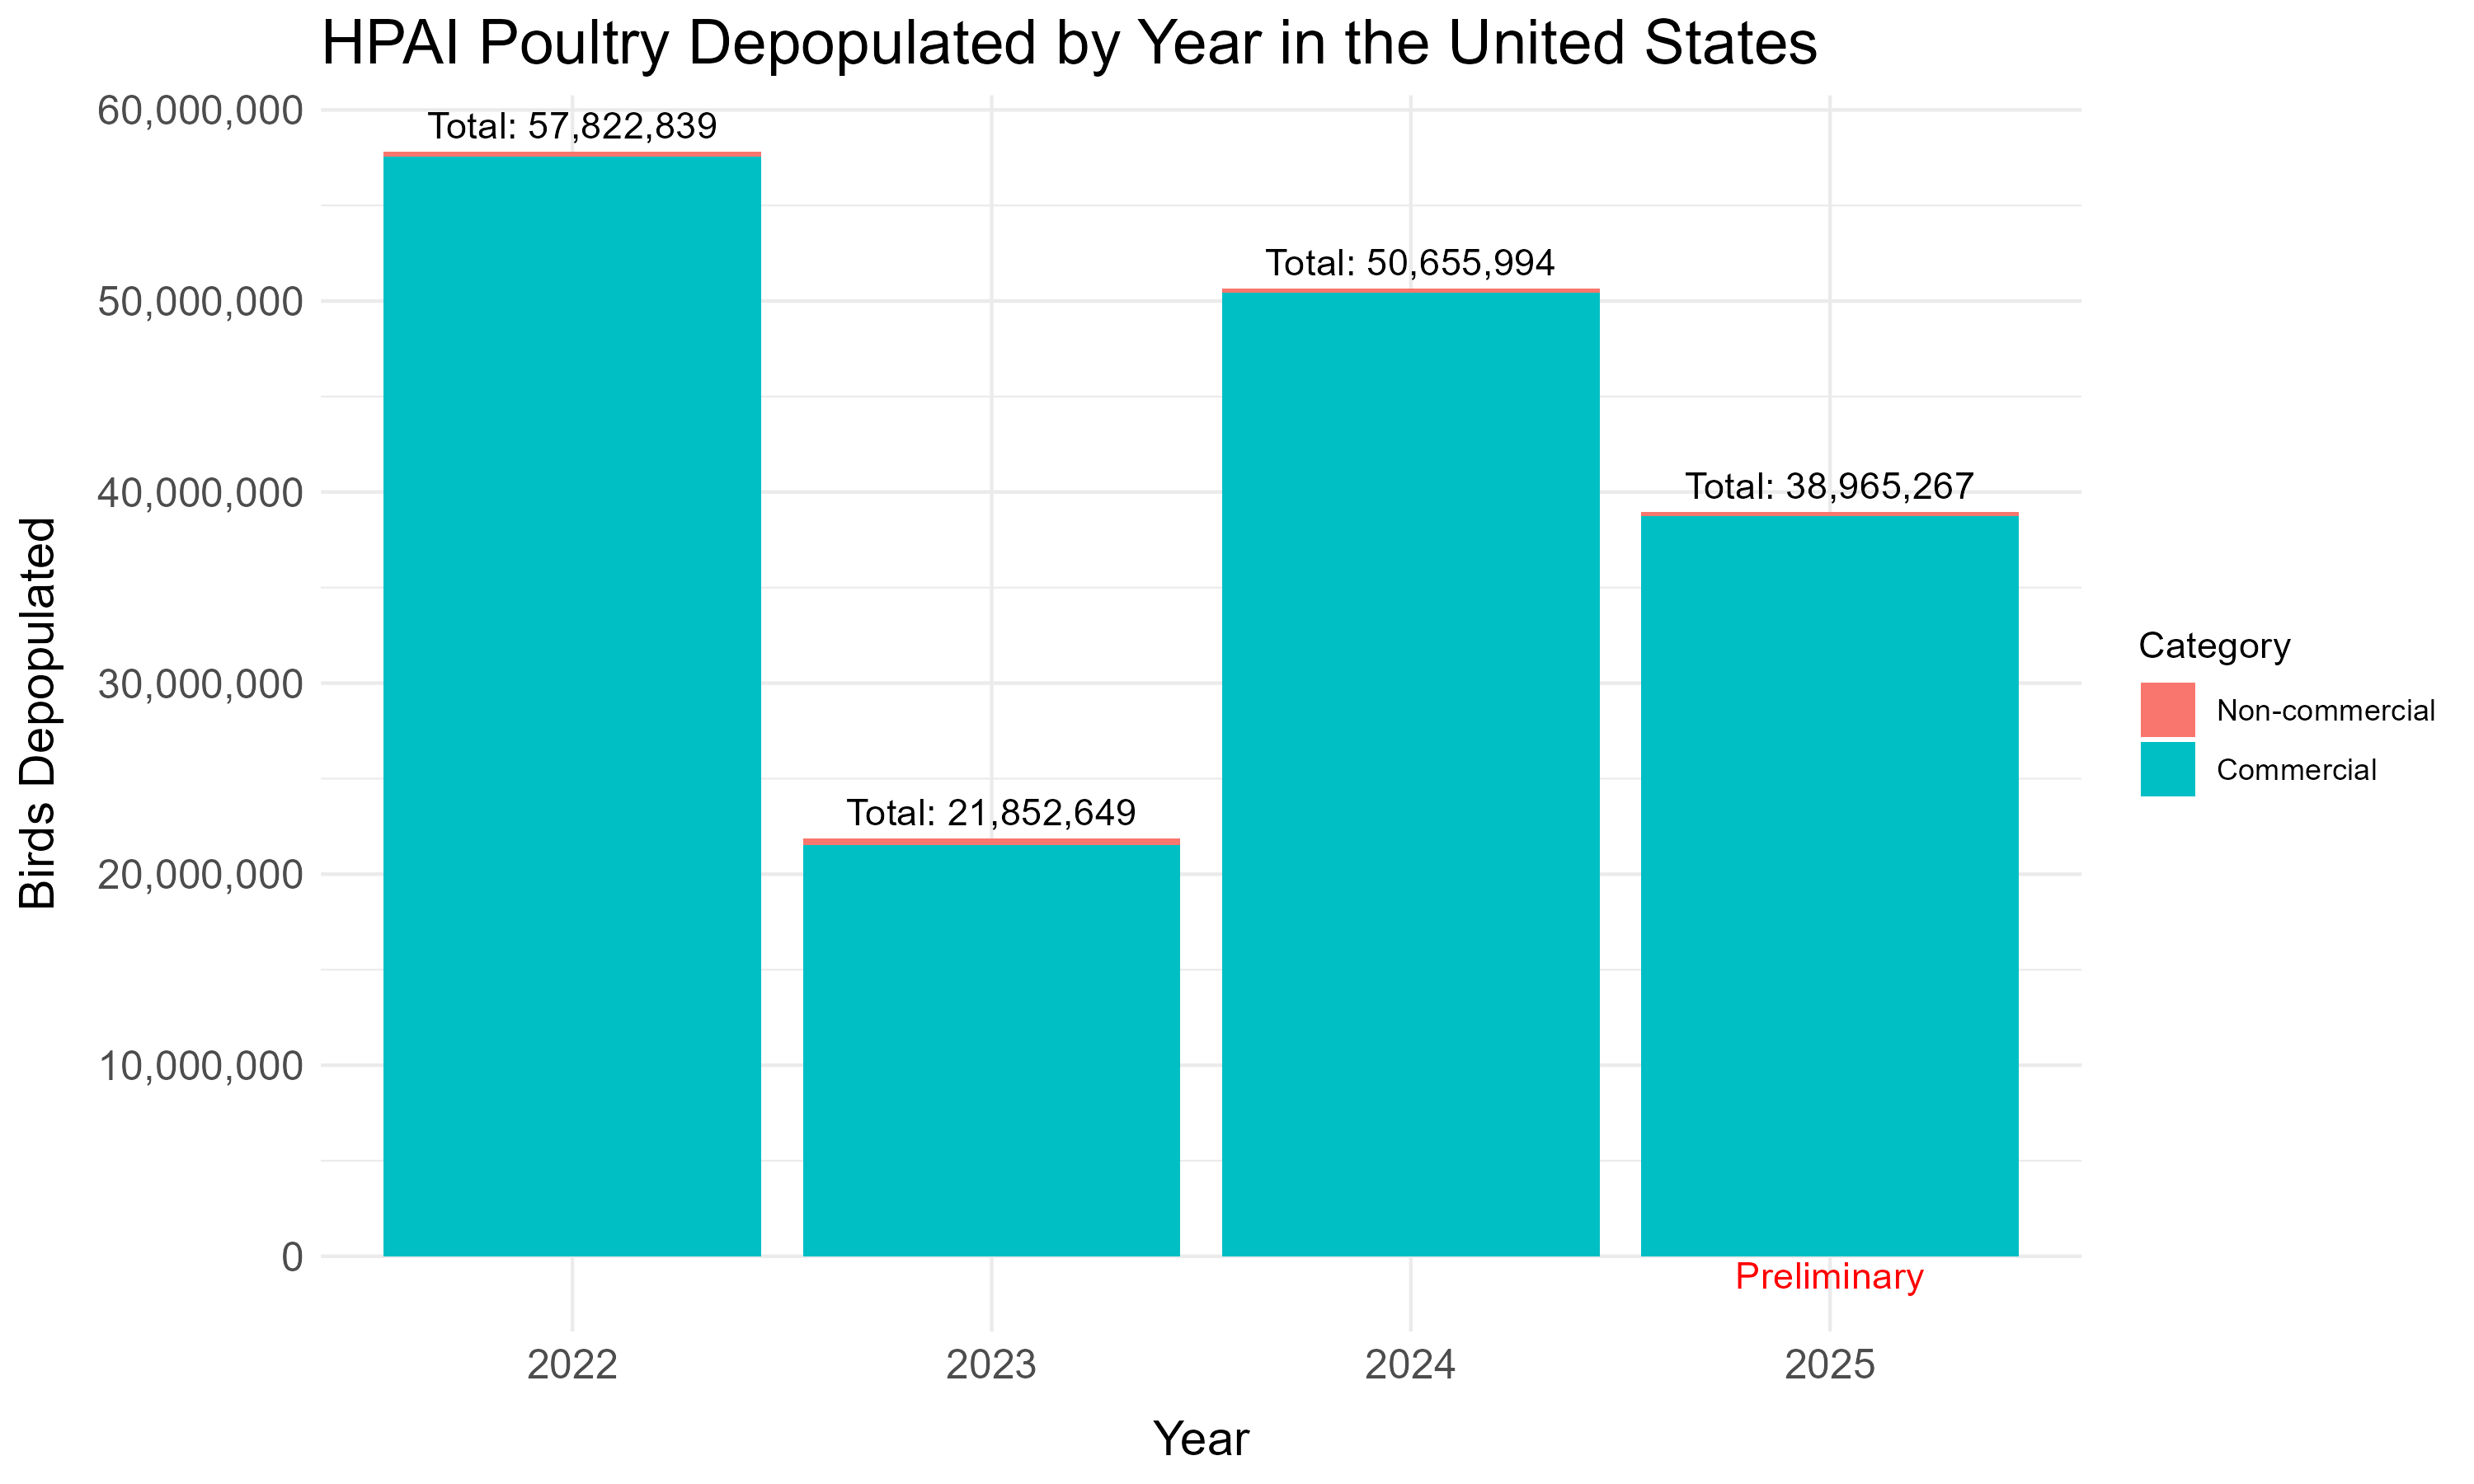 HPAI Poultry Depopulated by Year in the United States
60,000,000
50,000,000
40,000,000
30,000,000
20,000,000
10,000,000
0
Birds Depopulated
Total: 57,822,839
Total: 21,852,649
Total: 50,655,994
Total: 38,965,267
Preliminary
2022
2023
2024
2025
Year
Category
Non-commercial
Commercial